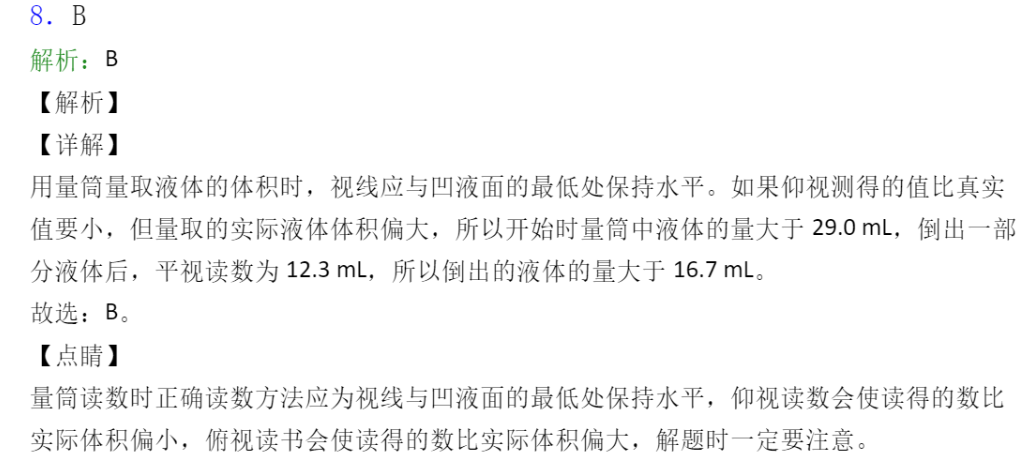 8． B
解析：B
【解析】
【详解】
用量筒量取液体的体积时，视线应与凹液面的最低处保持水平。如果仰视测得的值比真实
值要小，但量取的实际液体体积偏大，所以开始时量筒中液体的量大于 29.0 mL，倒出一部
分液体后，平视读数为 12.3 mL，所以倒出的液体的量大于 16.7 mL。
故选：B。
【点睛】
量筒读数时正确读数方法应为视线与凹液面的最低处保持水平，仰视读数会使读得的数比
实际体积偏小，俯视读书会使读得的数比实际体积偏大，解题时一定要注意。